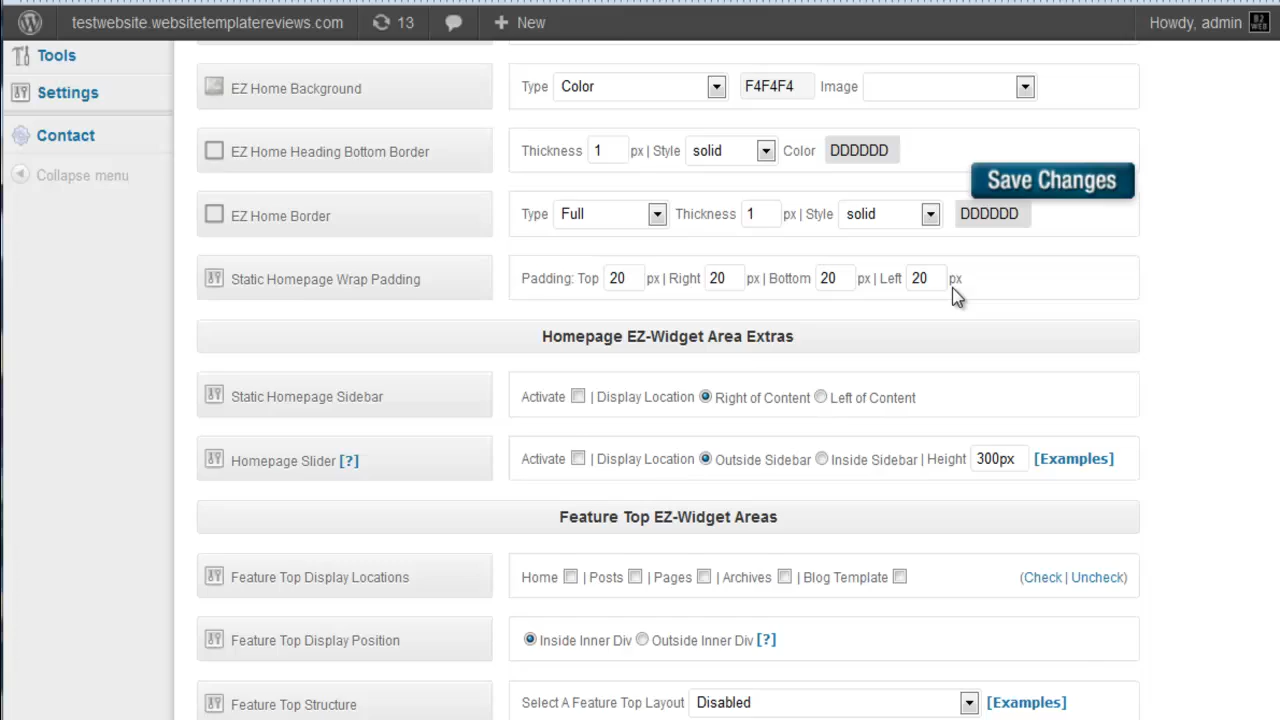 testwebsite.websitetemplatereviews.com 13 New Howdy, admin
Tools
Settings
Contact
Collapse menu
EZ Home Background Type Color F4F4F4 Image
EZ Home Heading Bottom Border Thickness 1 px | Style solid Color DDDDDD
Save Changes
EZ Home Border Type Full Thickness 1 px | Style solid DDDDDD
Static Homepage Wrap Padding Padding: Top 20 px | Right 20 px | Bottom 20 px | Left 20 px
Homepage EZ-Widget Area Extras
Static Homepage Sidebar Activate | Display Location Right of Content Left of Content
Homepage Slider [?] Activate | Display Location Outside Sidebar Inside Sidebar | Height 300px [Examples]
Feature Top EZ-Widget Areas
Feature Top Display Locations Home | Posts | Pages | Archives | Blog Template (Check | Uncheck)
Feature Top Display Position Inside Inner Div Outside Inner Div [?]
Feature Top Structure Select A Feature Top Layout Disabled [Examples]